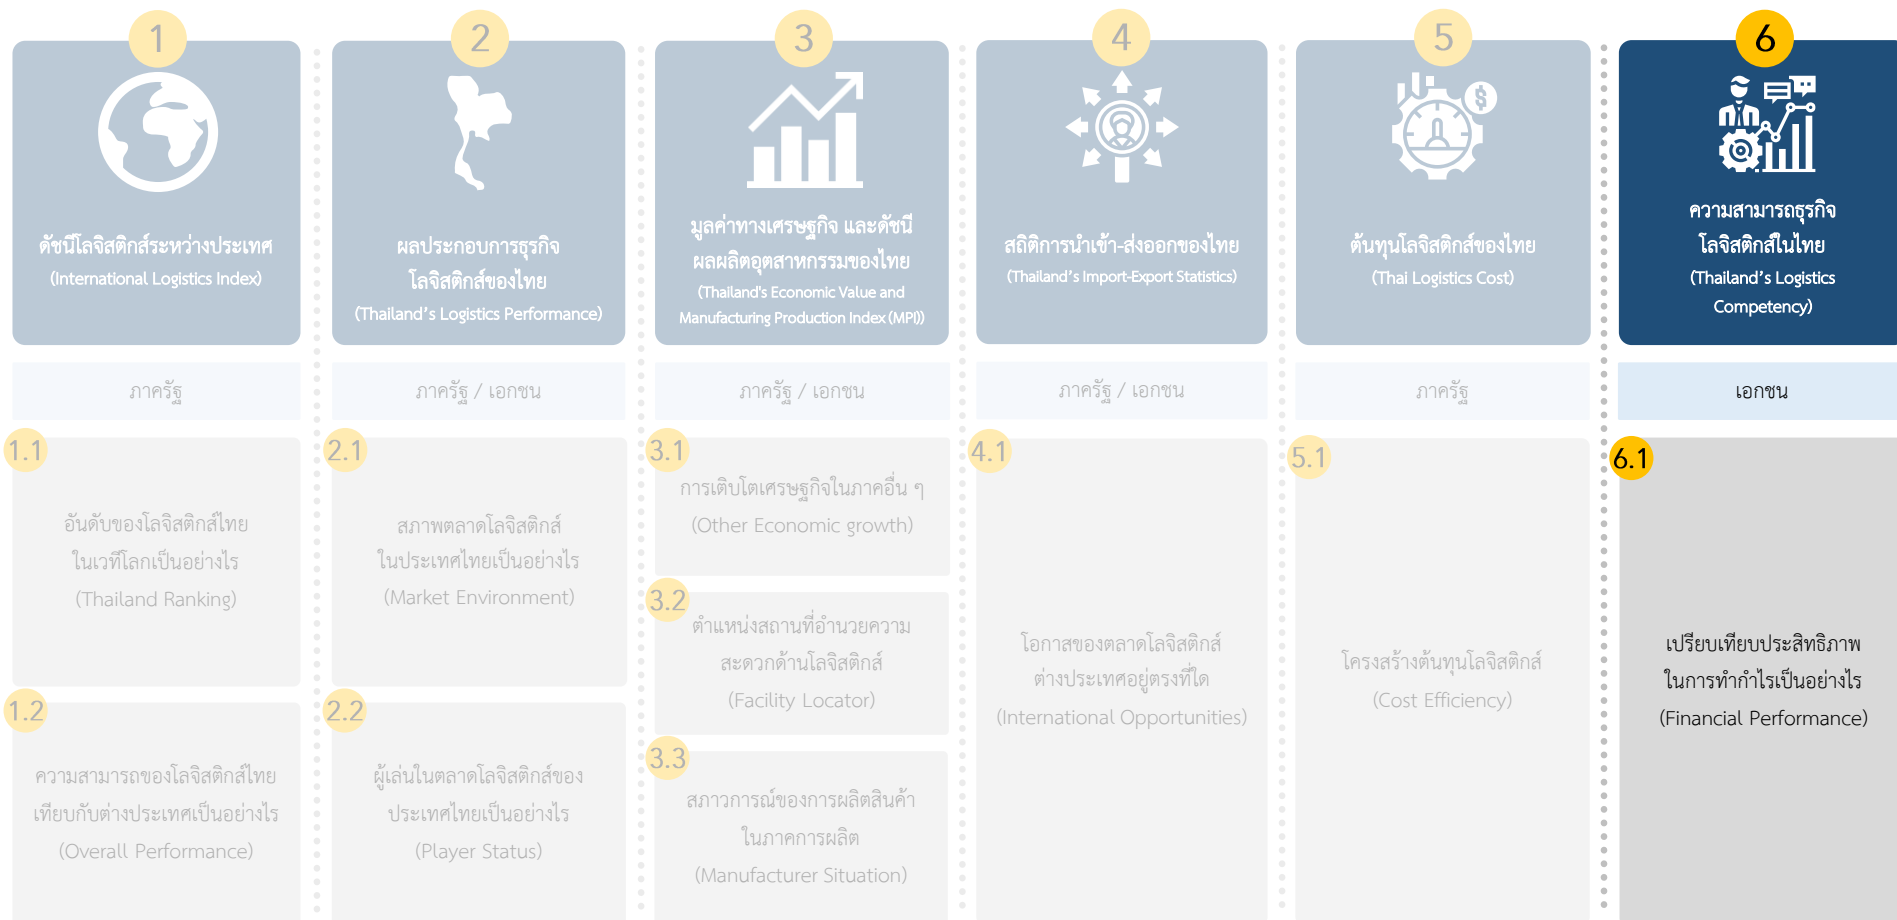 1
ดัชนีโลจิสติกส์ระหว่างประเทศ
(International Logistics Index)
ภาครัฐ
1.1
อันดับของโลจิสติกส์ไทย
ในเวทีโลกเป็นอย่างไร
(Thailand Ranking)
1.2
ความสามารถของโลจิสติกส์ไทย
เทียบกับต่างประเทศเป็นอย่างไร
(Overall Performance)
2
ผลประกอบการธุรกิจ
โลจิสติกส์ของไทย
(Thailand's Logistics Performance)
ภาครัฐ / เอกชน
2.1
สภาพตลาดโลจิสติกส์
ในประเทศไทยเป็นอย่างไร
(Market Environment)
2.2
ผู้เล่นในตลาดโลจิสติกส์ของ
ประเทศไทยเป็นอย่างไร
(Player Status)
3
มูลค่าทางเศรษฐกิจ และดัชนี
ผลผลิตอุตสาหกรรมของไทย
(Thailand's Economic Value and
Manufacturing Production Index (MPI))
ภาครัฐ / เอกชน
3.1
การเติบโตเศรษฐกิจในภาคอื่น ๆ
(Other Economic growth)
3.2
ตำแหน่งสถานที่อำนวยความ
สะดวกด้านโลจิสติกส์
(Facility Locator)
3.3
สภาวการณ์ของการผลิตสินค้า
ในภาคการผลิต
(Manufacturer Situation)
4
สถิติการนำเข้า-ส่งออกของไทย
(Thailand's Import-Export Statistics)
ภาครัฐ / เอกชน
4.1
โอกาสของตลาดโลจิสติกส์
ต่างประเทศอยู่ตรงที่ใด
(International Opportunities)
5
$
ต้นทุนโลจิสติกส์ของไทย
(Thai Logistics Cost)
ภาครัฐ
5.1
โครงสร้างต้นทุนโลจิสติกส์
(Cost Efficiency)
6
ความสามารถธุรกิจ
โลจิสติกส์ในไทย
(Thailand's Logistics
Competency)
เอกชน
6.1
เปรียบเทียบประสิทธิภาพ
ในการทำกำไรเป็นอย่างไร
(Financial Performance)